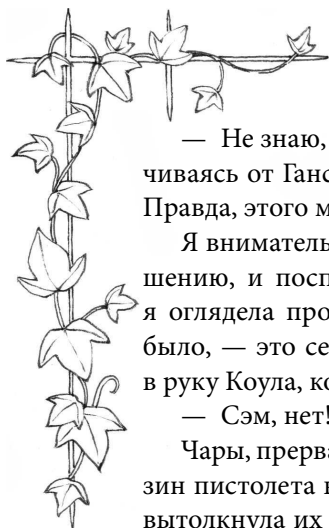 — Не знаю,
чиваясь от Ганс
Правда, этого м
Я вниматель
шению, и посп
я оглядела про
было, — это се
в руку Коула, ко
— Сэм, нет!
Чары, прерва
зин пистолета в
вытолкнула их